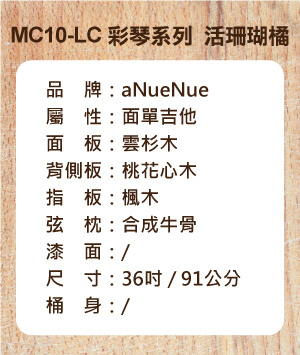 MC10-LC 彩琴系列 活珊瑚橘
品　牌：aNueNue
屬　性：面單吉他
面　板：雲杉木
背側板：桃花心木
指　板：楓木
弦　枕：合成牛骨
漆　面：/
尺　寸：36吋 / 91公分
桶　身：/